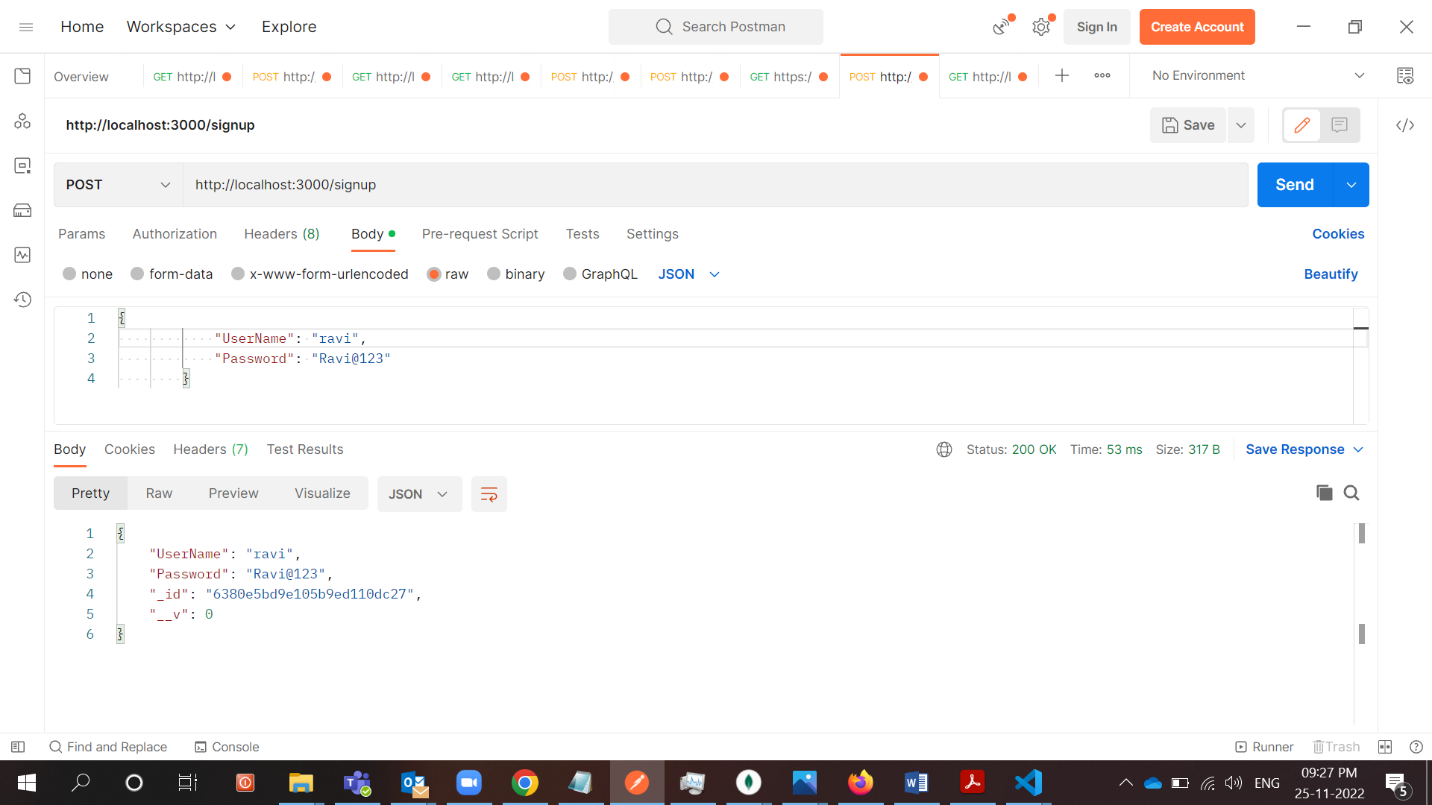 Home Workspaces Explore Search Postman Sign In Create Account
Overview GET http://l POST http:/ GET http://l GET http://l POST http:/ POST http:/ GET https:/ POST http:/ GET http://l No Environment
http://localhost:3000/signup Save
POST http://localhost:3000/signup Send
Params Authorization Headers (8) Body Pre-request Script Tests Settings Cookies
none form-data x-www-form-urlencoded raw binary GraphQL JSON Beautify
1 {
2 "UserName": "ravi",
3 "Password": "Ravi@123"
4 }
Body Cookies Headers (7) Test Results Status: 200 OK Time: 53 ms Size: 317 B Save Response
Pretty Raw Preview Visualize JSON
1 {
2 "UserName": "ravi",
3 "Password": "Ravi@123",
4 "_id": "6380e5bd9e105b9ed110dc27",
5 "__v": 0
6 }
Find and Replace Console Runner Trash
ENG 09:27 PM
25-11-2022 5